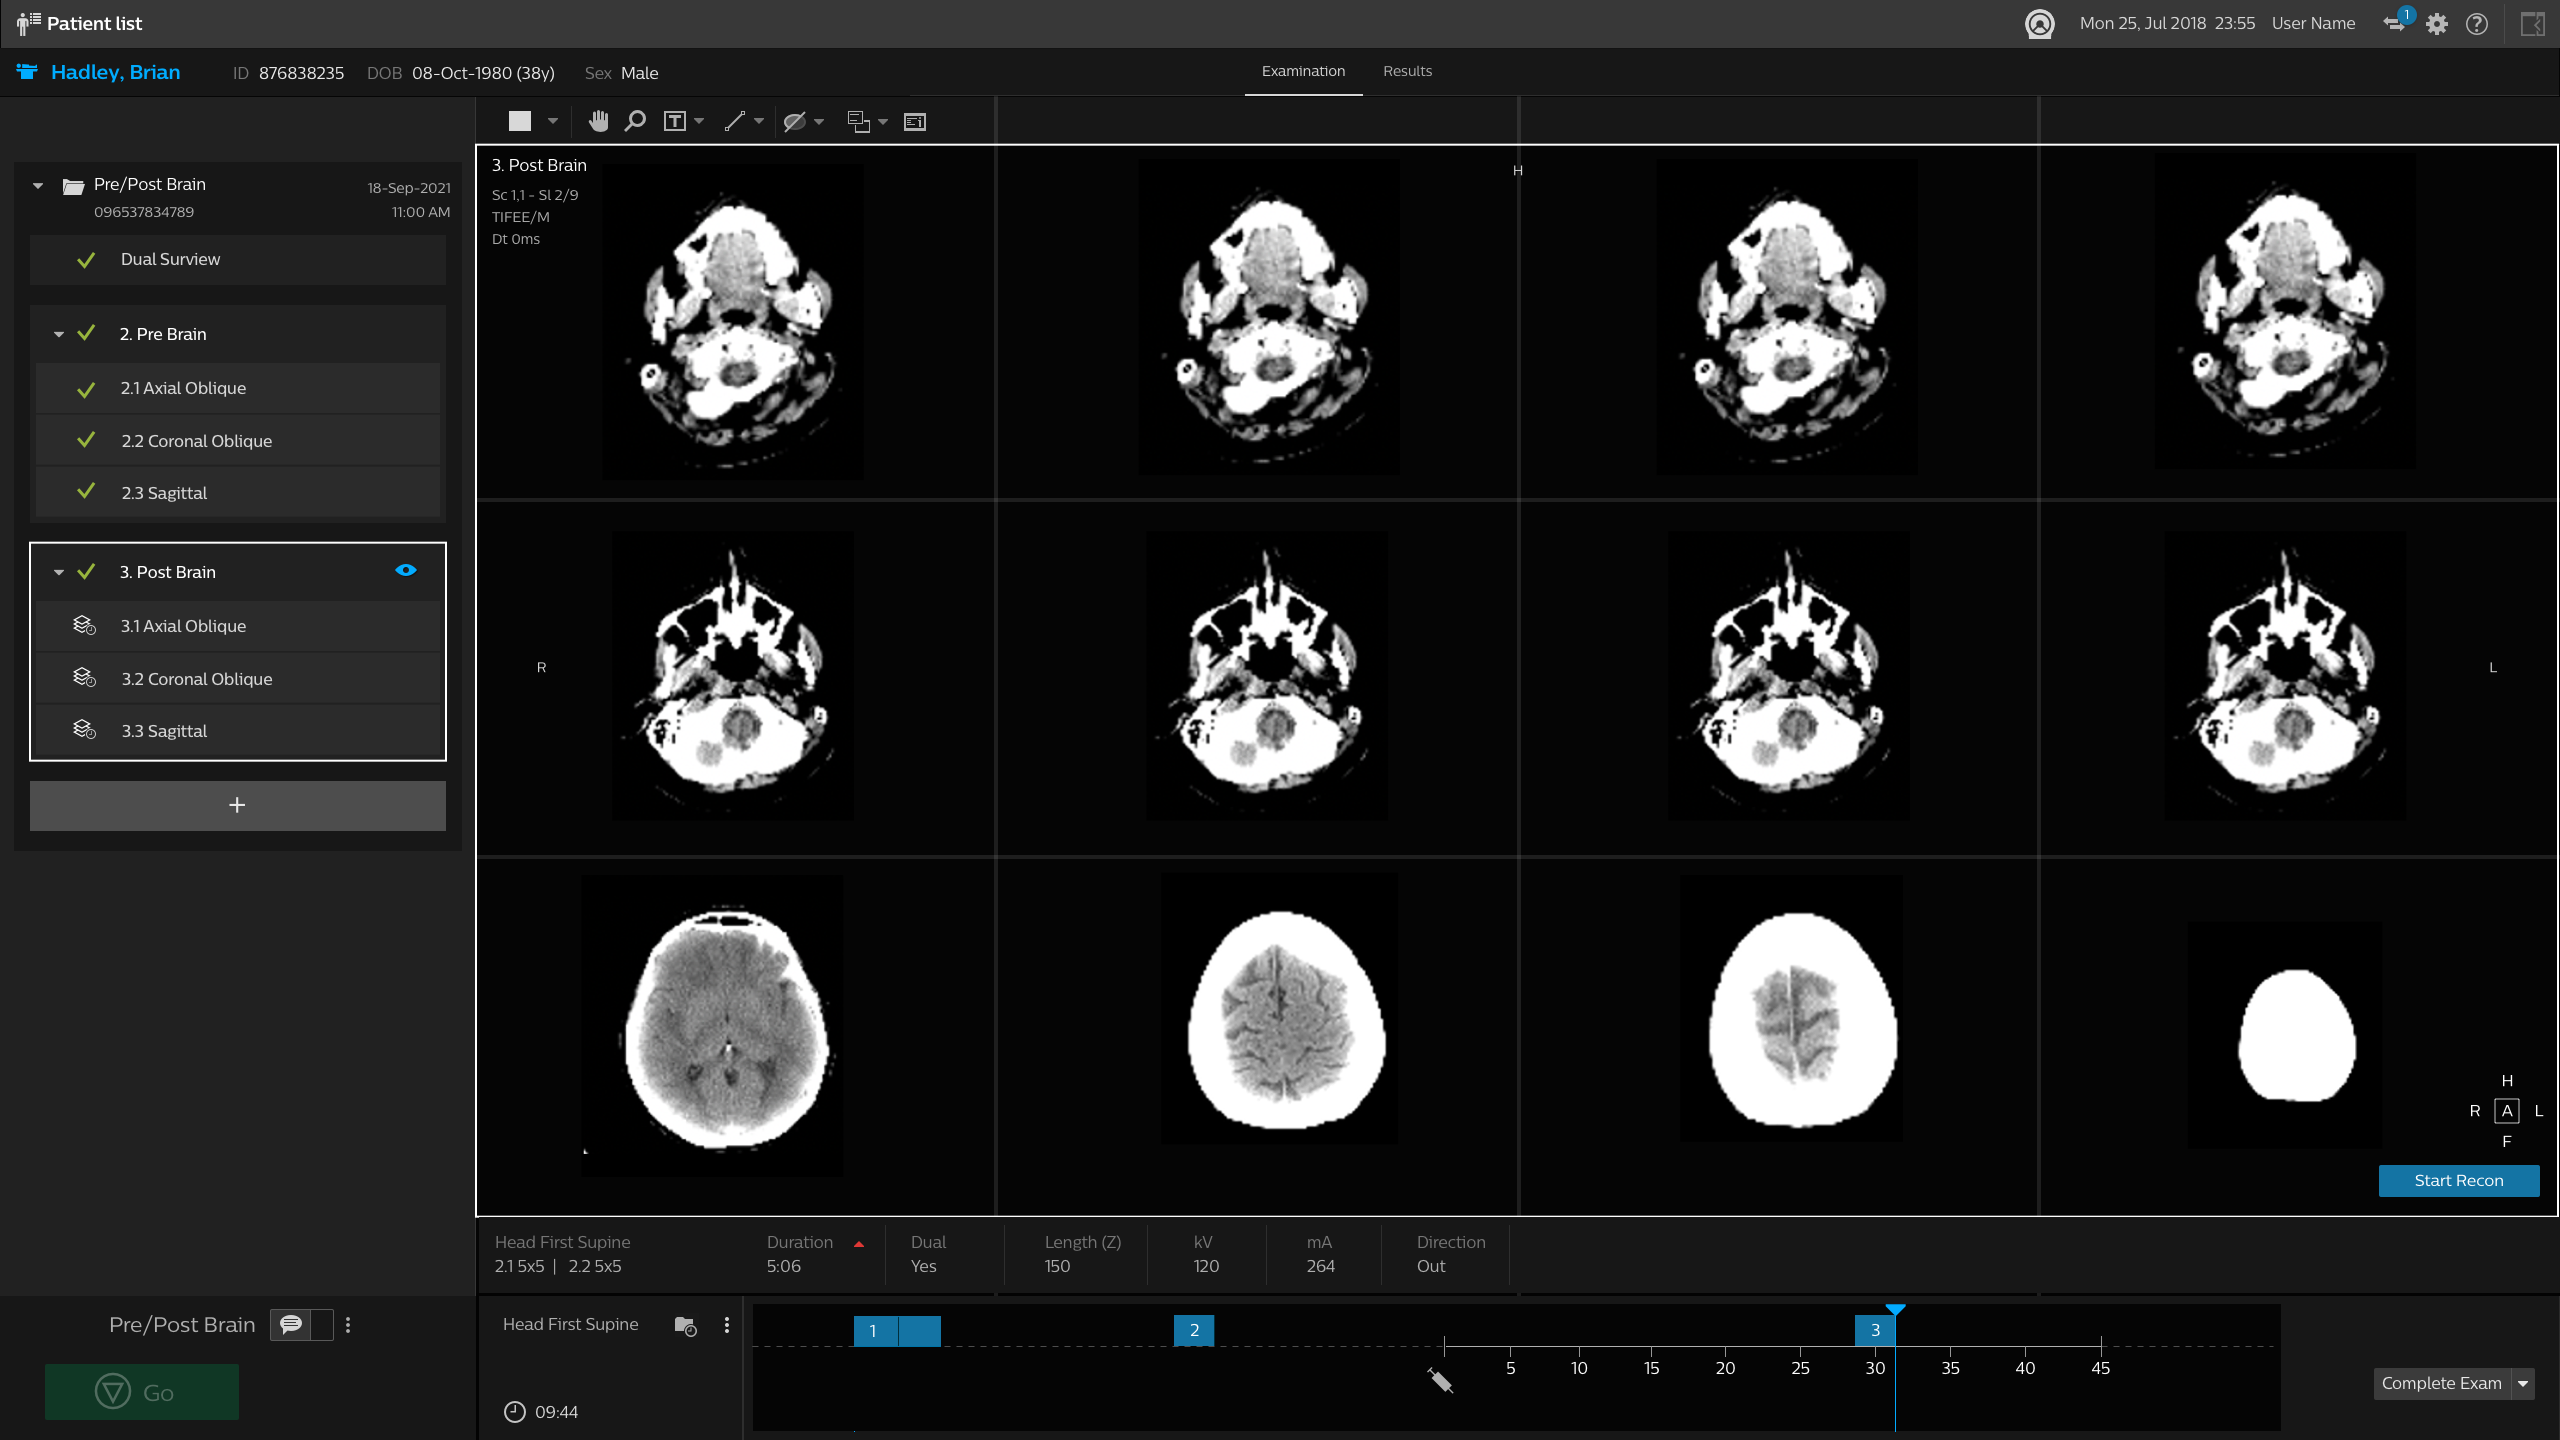 Patient list
Mon 25, Jul 2018 23:55 User Name 1
Hadley, Brian ID 876838235 DOB 08-Oct-1980 (38y) Sex Male
Examination Results
T
Pre/Post Brain 18-Sep-2021
096537834789 11:00 AM
Dual Surview
2. Pre Brain
2.1 Axial Oblique
2.2 Coronal Oblique
2.3 Sagittal
3. Post Brain
3.1 Axial Oblique
3.2 Coronal Oblique
3.3 Sagittal
+
3. Post Brain
Sc 1,1 - Sl 2/9
TIFEE/M
Dt 0ms
H
R
L
H
R A L
F
Start Recon
Head First Supine
2.1 5x5 | 2.2 5x5
Duration
5:06
Dual
Yes
Length (Z)
150
kV
120
mA
264
Direction
Out
Pre/Post Brain
Go
Head First Supine
09:44
1 2 3
5 10 15 20 25 30 35 40 45
Complete Exam